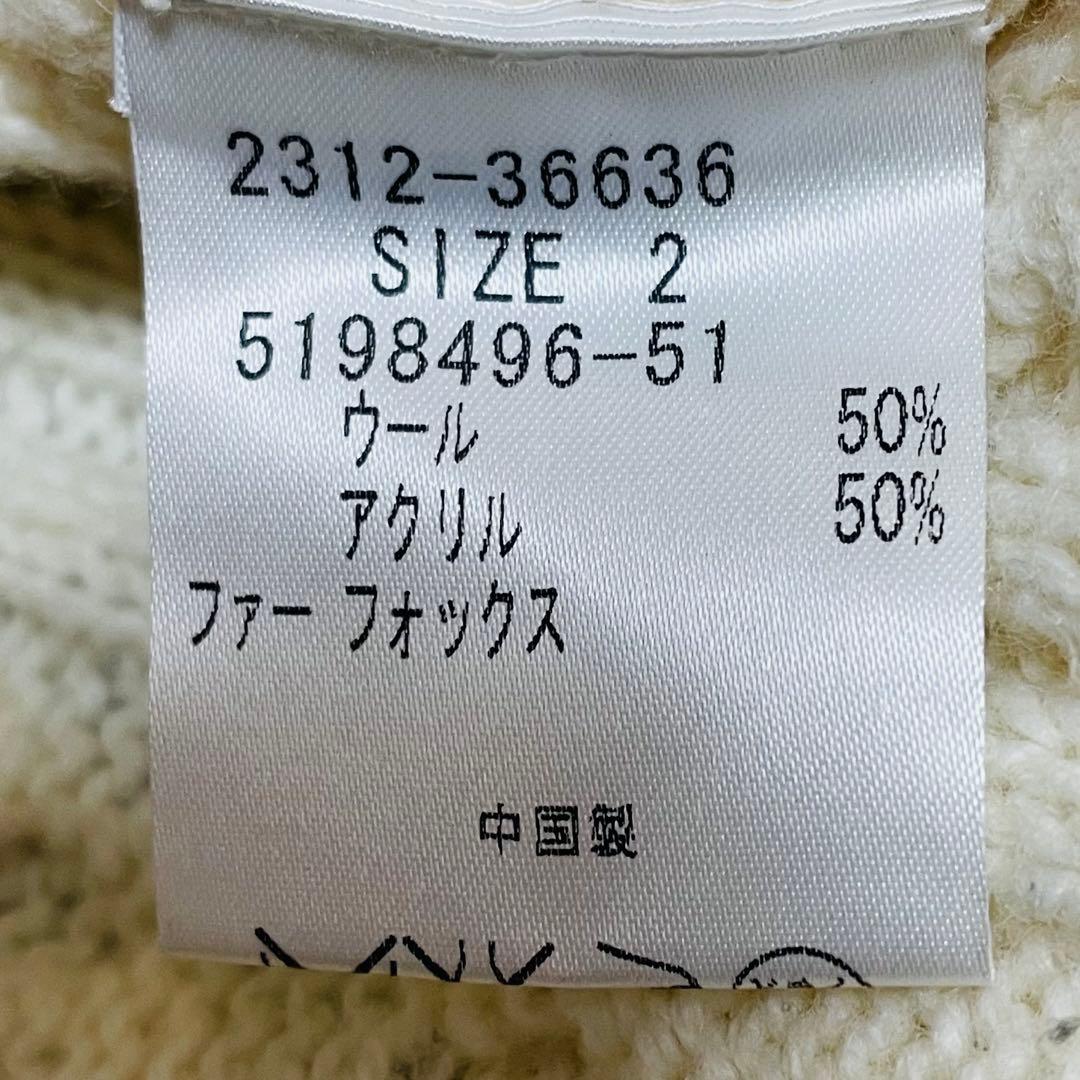 2312-36636
SIZE 2
5198496-51
ウール 50%
アクリル 50%
ファー フォックス
中国製